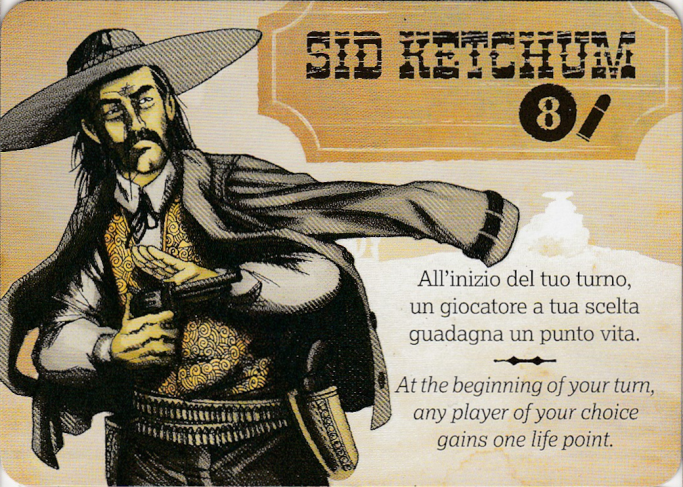 SID KETCHUM
8
All'inizio del tuo turno,
un giocatore a tua scelta
guadagna un punto vita.
At the beginning of your turn,
any player of your choice
gains one life point.